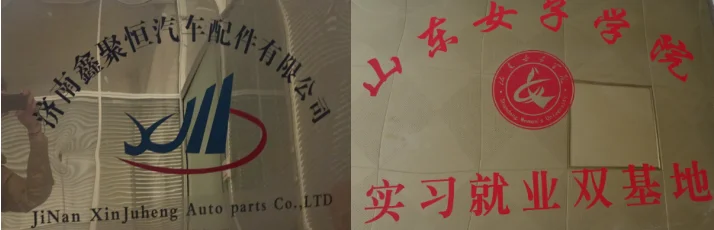 济南鑫聚恒汽车配件有限公司
JiNan XinJuheng Auto parts Co.,LTD
山东女子学院
实习就业双基地